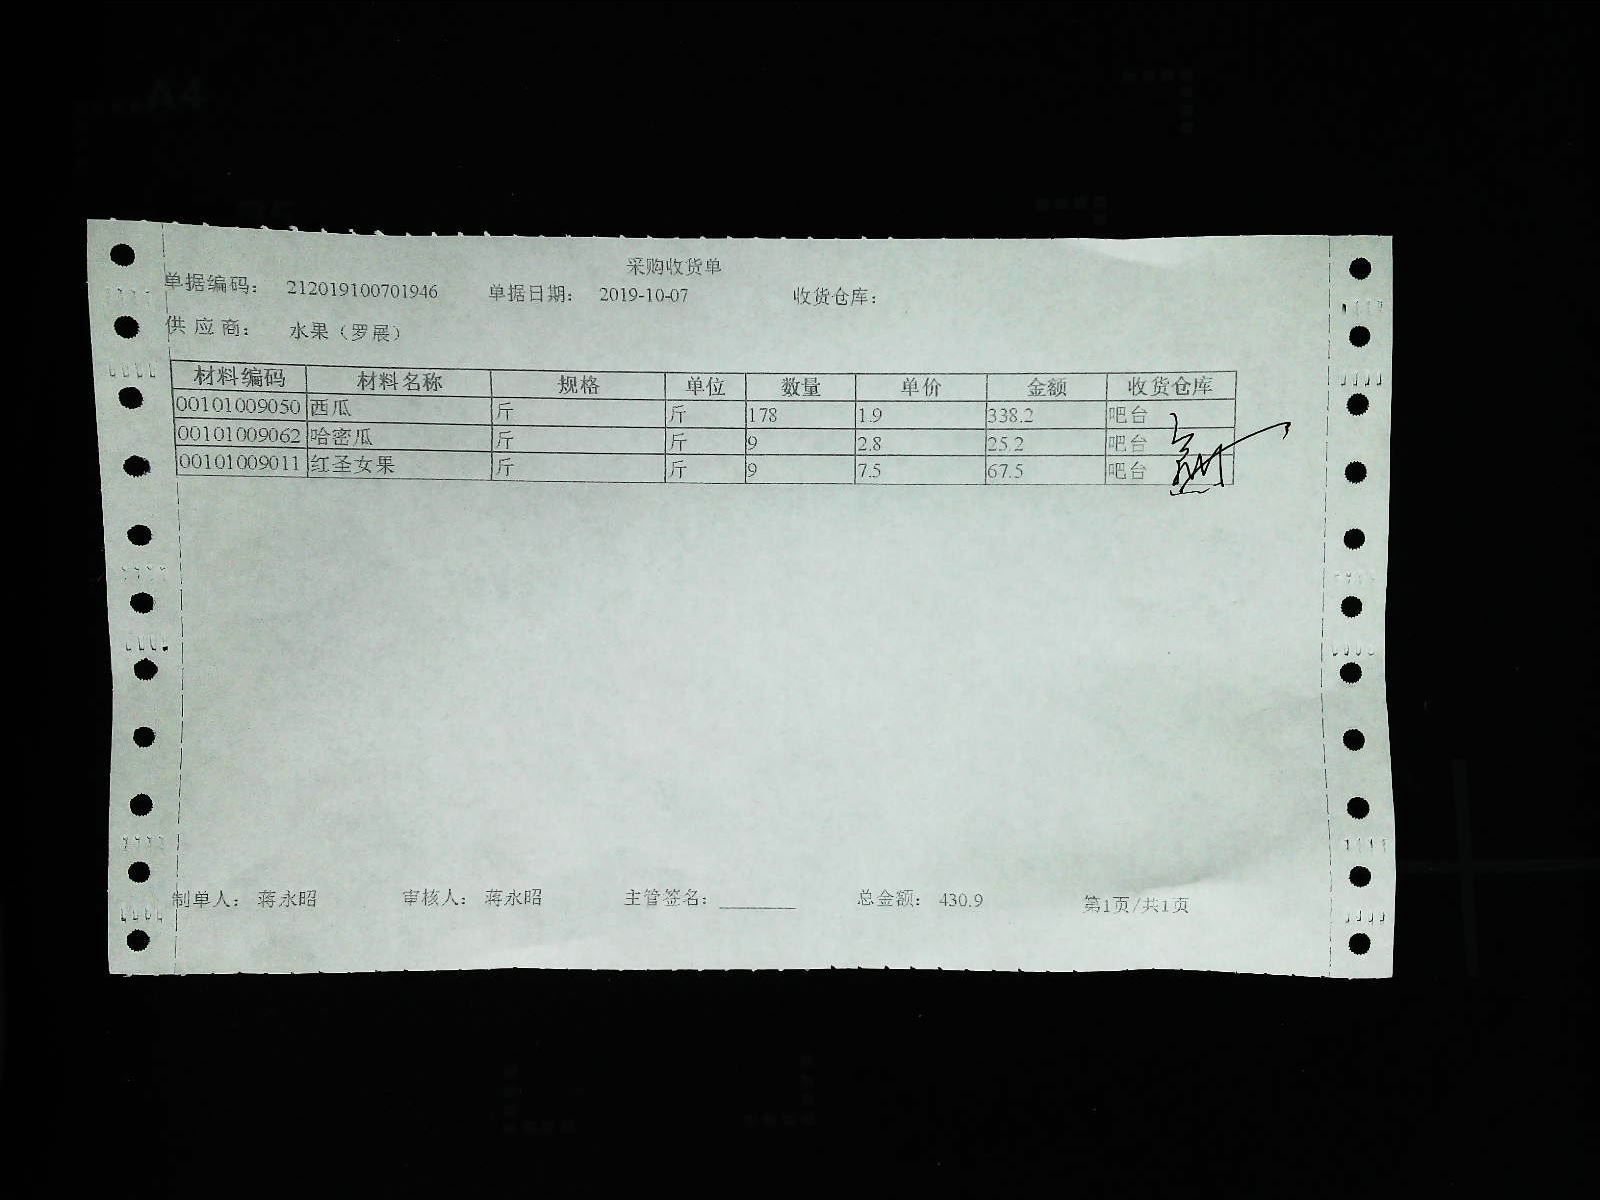 采购收货单
单据编码： 212019100701946 单据日期： 2019-10-07 收货仓库：
供 应 商： 水果（罗展）
材料编码 材料名称 规格 单位 数量 单价 金额 收货仓库
00101009050 西瓜 斤 斤 178 1.9 338.2 吧台
00101009062 哈密瓜 斤 斤 9 2.8 25.2 吧台
00101009011 红圣女果 斤 斤 9 7.5 67.5 吧台
制单人： 蒋永昭 审核人： 蒋永昭 主管签名：________ 总金额： 430.9 第1页/共1页